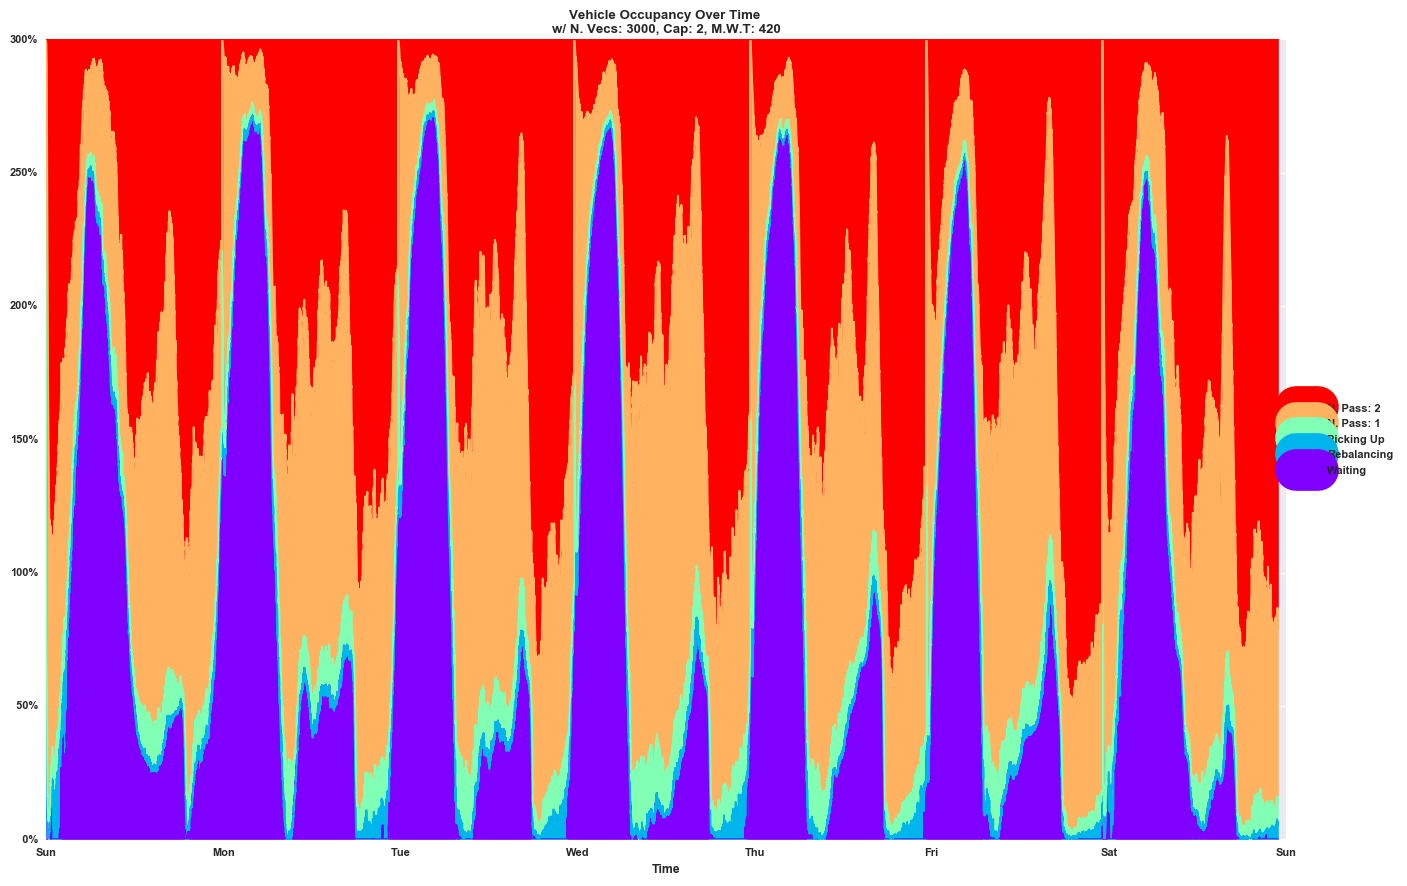 Vehicle Occupancy Over Time
w/ N. Vecs: 3000, Cap: 2, M.W.T: 420
300%
250%
200%
150%
100%
50%
0%
Sun
Mon
Tue
Wed
Thu
Fri
Sat
Sun
Time
Pass: 2
N. Pass: 1
Picking Up
Rebalancing
Waiting